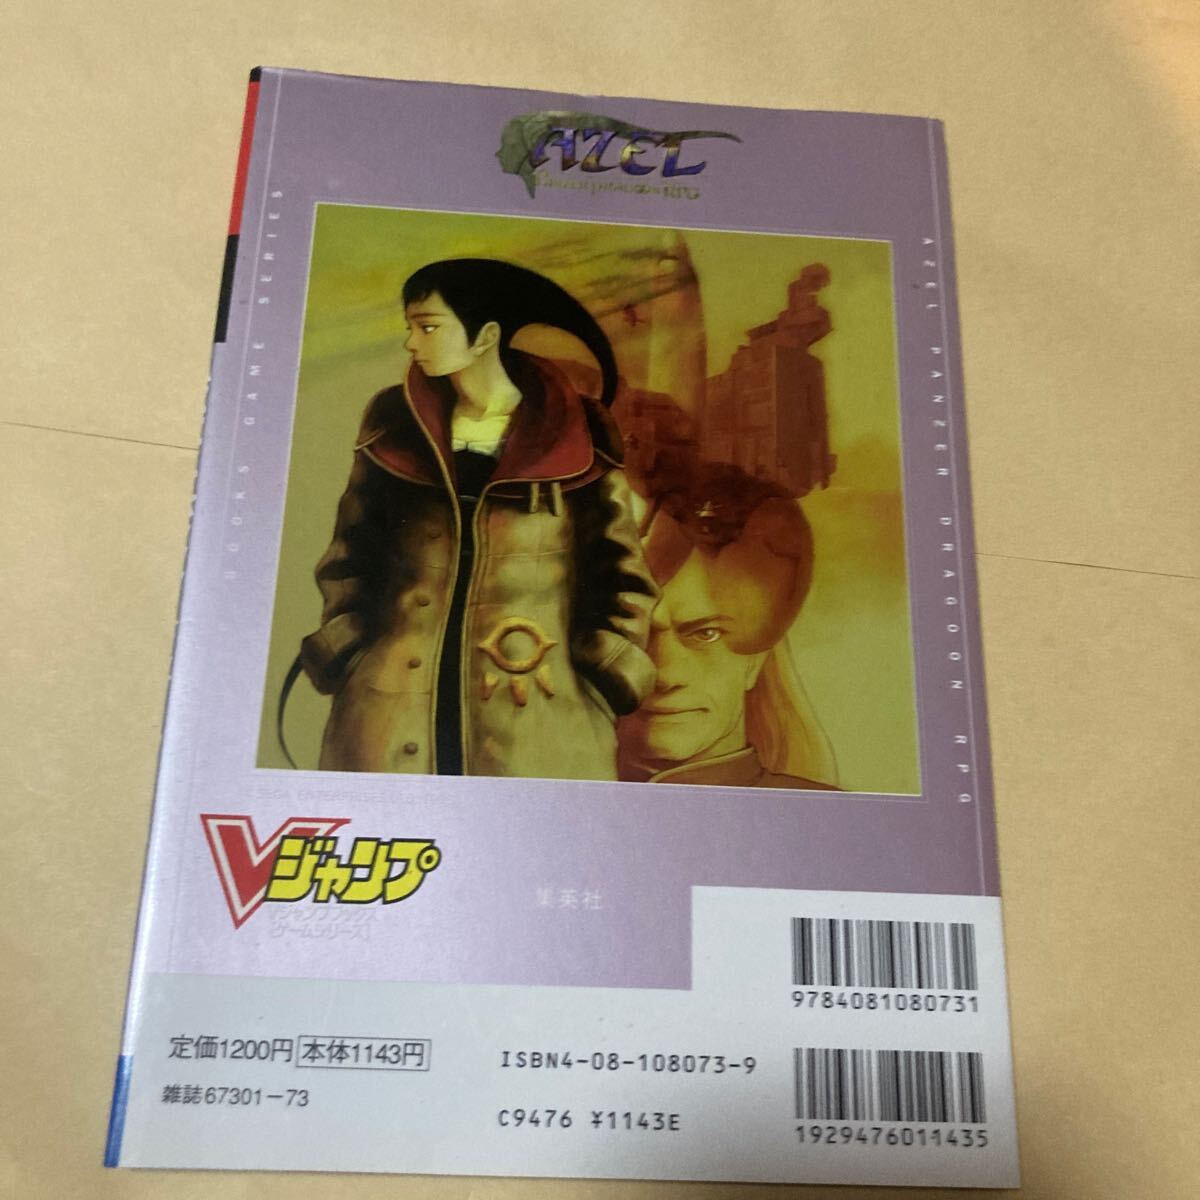 AZEL
PANZER DRAGOON RPG
BOOKS GAME SERIES
AZEL PANZER DRAGOON RPG
Vジャンプ
Vジャンプブックス
[ゲームシリーズ]
集英社
9784081080731
定価1200円 本体1143円
雑誌67301-73
ISBN4-08-108073-9
C9476 ¥1143E
1929476011435